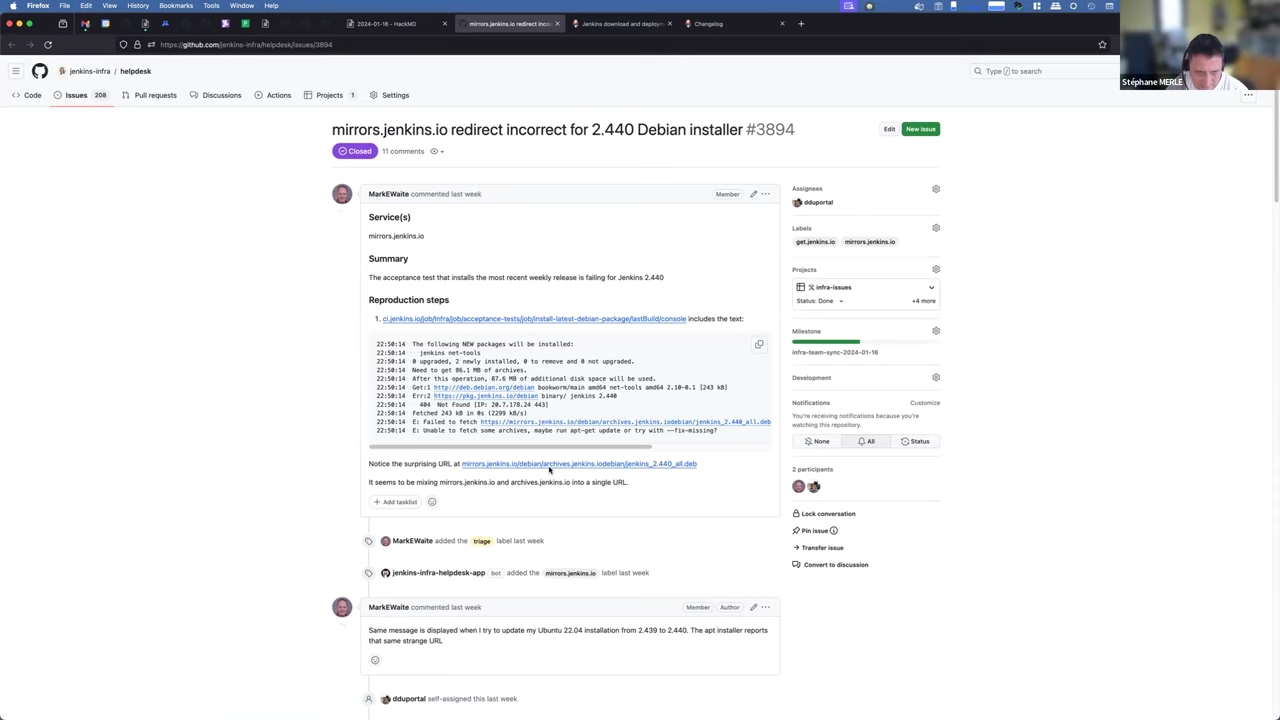 Firefox File Edit View History Bookmarks Tools Window Help
2024-01-16 - HackMD
mirrors.jenkins.io redirect incor
Jenkins download and deploym
Changelog
https://github.com/jenkins-infra/helpdesk/issues/3894
jenkins-infra / helpdesk
Type / to search
Code
Issues 208
Pull requests
Discussions
Actions
Projects 1
Settings
Stéphane MERLE
mirrors.jenkins.io redirect incorrect for 2.440 Debian installer #3894
Edit
New issue
Closed
11 comments
MarkEWaite commented last week
Member
Service(s)
mirrors.jenkins.io
Summary
The acceptance test that installs the most recent weekly release is failing for Jenkins 2.440
Reproduction steps
1. ci.jenkins.io/job/Infra/job/acceptance-tests/job/install-latest-debian-package/lastBuild/console includes the text:
22:50:14 The following NEW packages will be installed:
22:50:14 jenkins net-tools
22:50:14 0 upgraded, 2 newly installed, 0 to remove and 0 not upgraded.
22:50:14 Need to get 86.1 MB of archives.
22:50:14 After this operation, 87.6 MB of additional disk space will be used.
22:50:14 Get:1 http://deb.debian.org/debian bookworm/main amd64 net-tools amd64 2.10-0.1 [243 kB]
22:50:14 Err:2 https://pkg.jenkins.io/debian binary/ jenkins 2.440
22:50:14 404 Not Found [IP: 20.7.178.24 443]
22:50:14 Fetched 243 kB in 0s (2299 kB/s)
22:50:14 E: Failed to fetch https://mirrors.jenkins.io/debian/archives.jenkins.iodebian/jenkins_2.440_all.deb
22:50:14 E: Unable to fetch some archives, maybe run apt-get update or try with --fix-missing?
Notice the surprising URL at mirrors.jenkins.io/debian/archives.jenkins.iodebian/jenkins_2.440_all.deb
It seems to be mixing mirrors.jenkins.io and archives.jenkins.io into a single URL.
Add tasklist
MarkEWaite added the triage label last week
jenkins-infra-helpdesk-app bot added the mirrors.jenkins.io label last week
MarkEWaite commented last week
Member
Author
Same message is displayed when I try to update my Ubuntu 22.04 installation from 2.439 to 2.440. The apt installer reports
that same strange URL
dduportal self-assigned this last week
Assignees
dduportal
Labels
get.jenkins.io
mirrors.jenkins.io
Projects
infra-issues
Status: Done
+4 more
Milestone
infra-team-sync-2024-01-16
Development
Notifications
Customize
You're receiving notifications because you're
watching this repository.
None
All
Status
2 participants
Lock conversation
Pin issue
Transfer issue
Convert to discussion